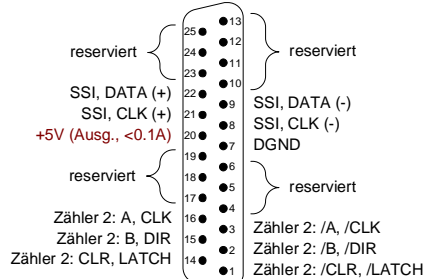 13
25
12
24
reserviert
11
reserviert
23
10
SSI, DATA (+)
22
9
SSI, DATA (-)
SSI, CLK (+)
21
8
SSI, CLK (-)
+5V (Ausg., <0.1A)
20
7
DGND
19
6
reserviert
18
5
reserviert
17
4
Zähler 2: A, CLK
16
3
Zähler 2: /A, /CLK
Zähler 2: B, DIR
15
2
Zähler 2: /B, /DIR
Zähler 2: CLR, LATCH
14
1
Zähler 2: /CLR, /LATCH